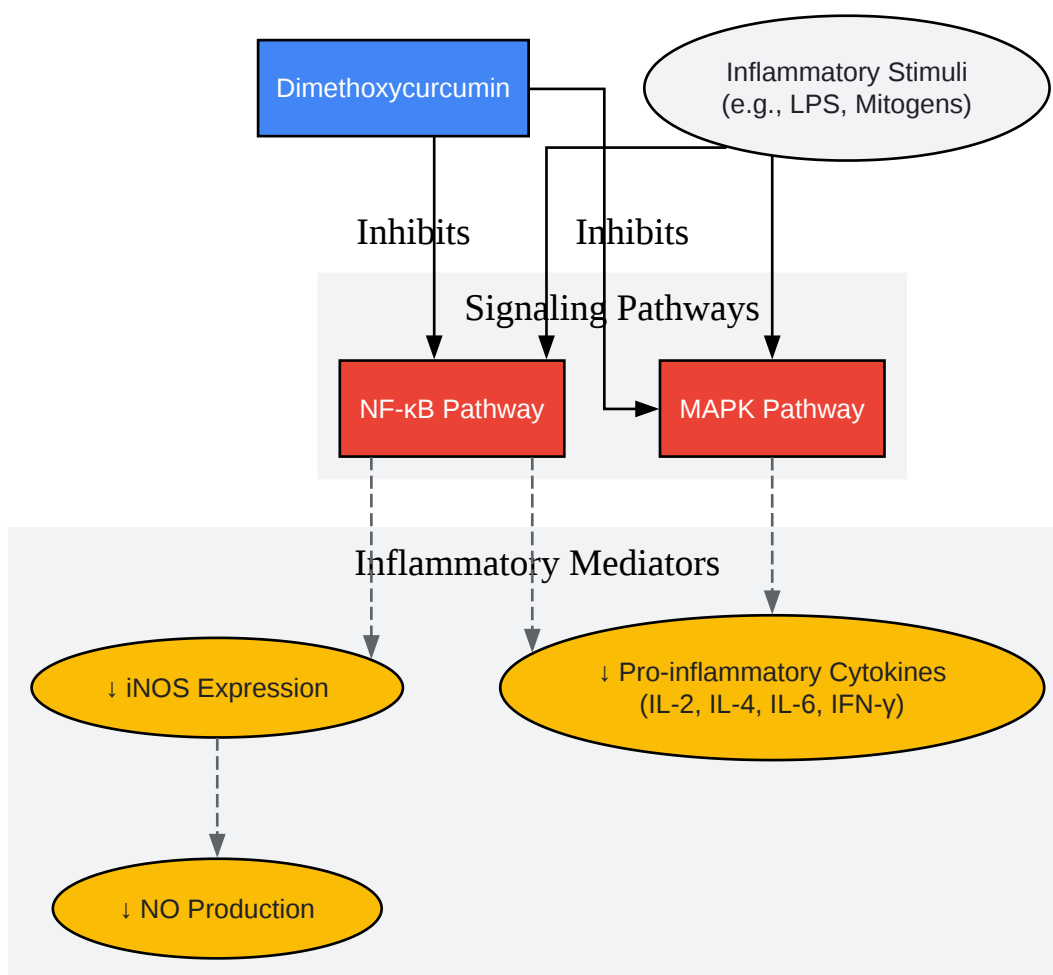 Dimethoxycurcumin
Inflammatory Stimuli
(e.g., LPS, Mitogens)
Inhibits
Inhibits
Signaling Pathways
NF-κB Pathway
MAPK Pathway
Inflammatory Mediators
↓ iNOS Expression
↓ Pro-inflammatory Cytokines
(IL-2, IL-4, IL-6, IFN-γ)
↓ NO Production